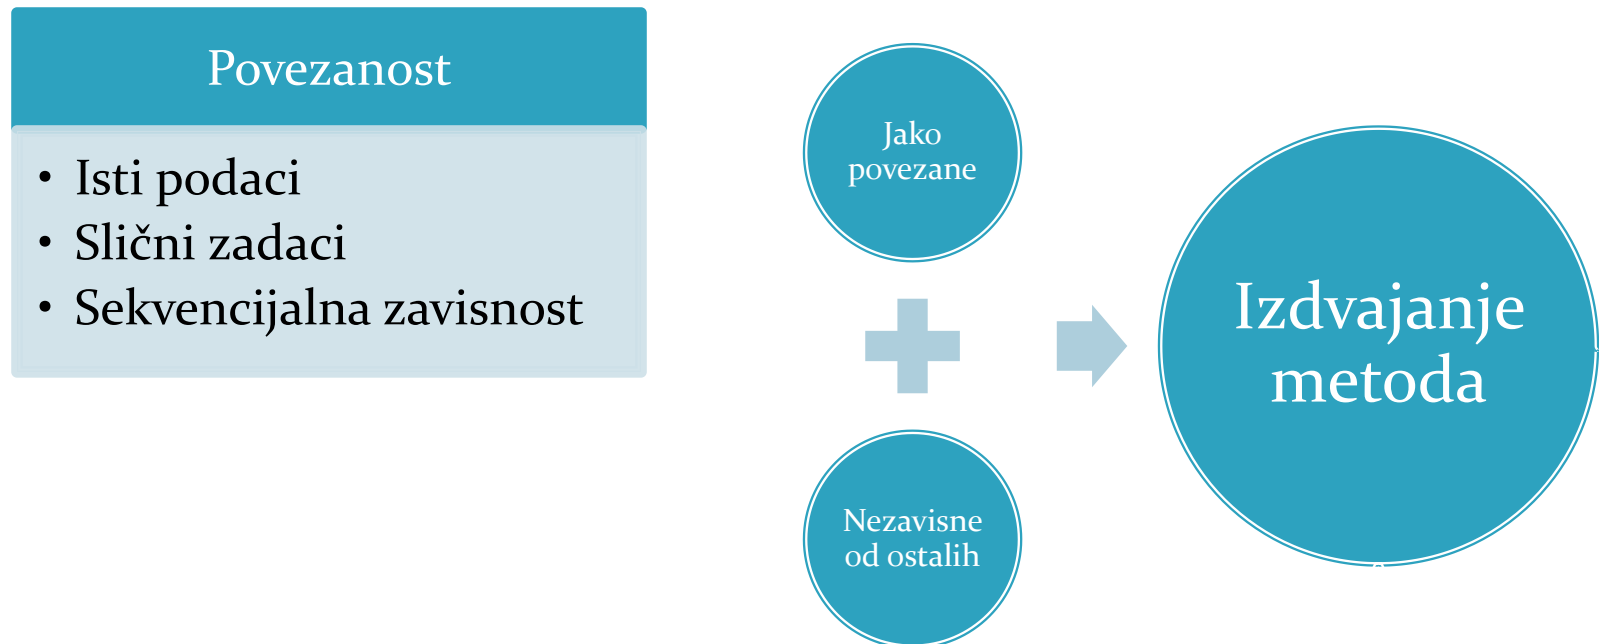 Povezanost
• Isti podaci
• Slični zadaci
• Sekvencijalna zavisnost
Jako
povezane
Nezavisne
od ostalih
Izdvajanje
metoda